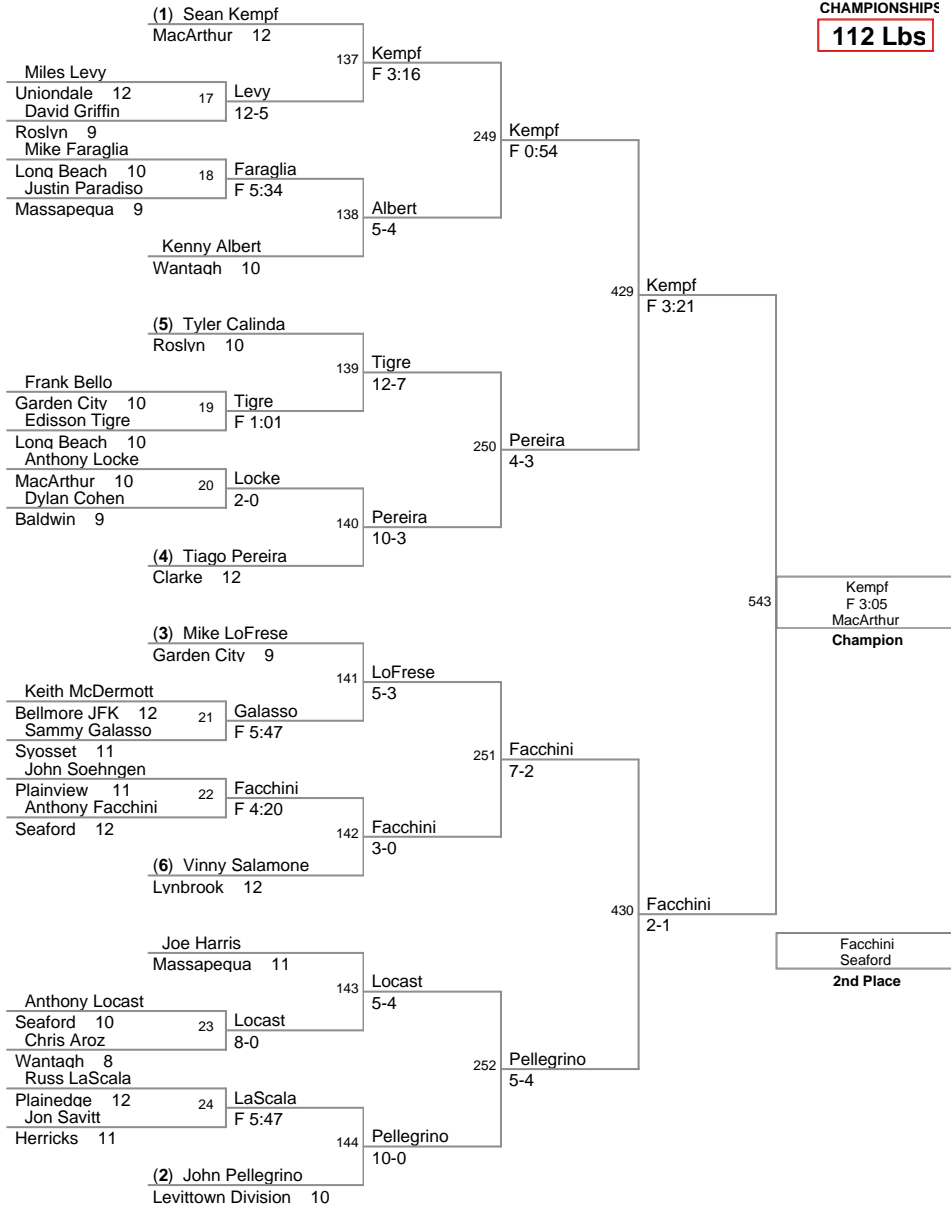 CHAMPIONSHIPS
112 Lbs
(1) Sean Kempf
MacArthur 12
137
Kempf
F 3:16
Miles Levy
Uniondale 12
17
Levy
12-5
David Griffin
Roslyn 9
249
Kempf
F 0:54
Mike Faraglia
Long Beach 10
18
Faraglia
F 5:34
Justin Paradiso
Massapequa 9
138
Albert
5-4
Kenny Albert
Wantagh 10
429
Kempf
F 3:21
(5) Tyler Calinda
Roslyn 10
139
Tigre
12-7
Frank Bello
Garden City 10
19
Tigre
F 1:01
Edisson Tigre
Long Beach 10
250
Pereira
4-3
Anthony Locke
MacArthur 10
20
Locke
2-0
Dylan Cohen
Baldwin 9
140
Pereira
10-3
(4) Tiago Pereira
Clarke 12
543
Kempf
F 3:05
MacArthur
Champion
(3) Mike LoFrese
Garden City 9
141
LoFrese
5-3
Keith McDermott
Bellmore JFK 12
21
Galasso
F 5:47
Sammy Galasso
Syosset 11
251
Facchini
7-2
John Soehngen
Plainview 11
22
Facchini
F 4:20
Anthony Facchini
Seaford 12
142
Facchini
3-0
(6) Vinny Salamone
Lynbrook 12
430
Facchini
2-1
Facchini
Seaford
2nd Place
Joe Harris
Massapequa 11
143
Locast
5-4
Anthony Locast
Seaford 10
23
Locast
8-0
Chris Aroz
Wantagh 8
252
Pellegrino
5-4
Russ LaScala
Plainedge 12
24
LaScala
F 5:47
Jon Savitt
Herricks 11
144
Pellegrino
10-0
(2) John Pellegrino
Levittown Division 10